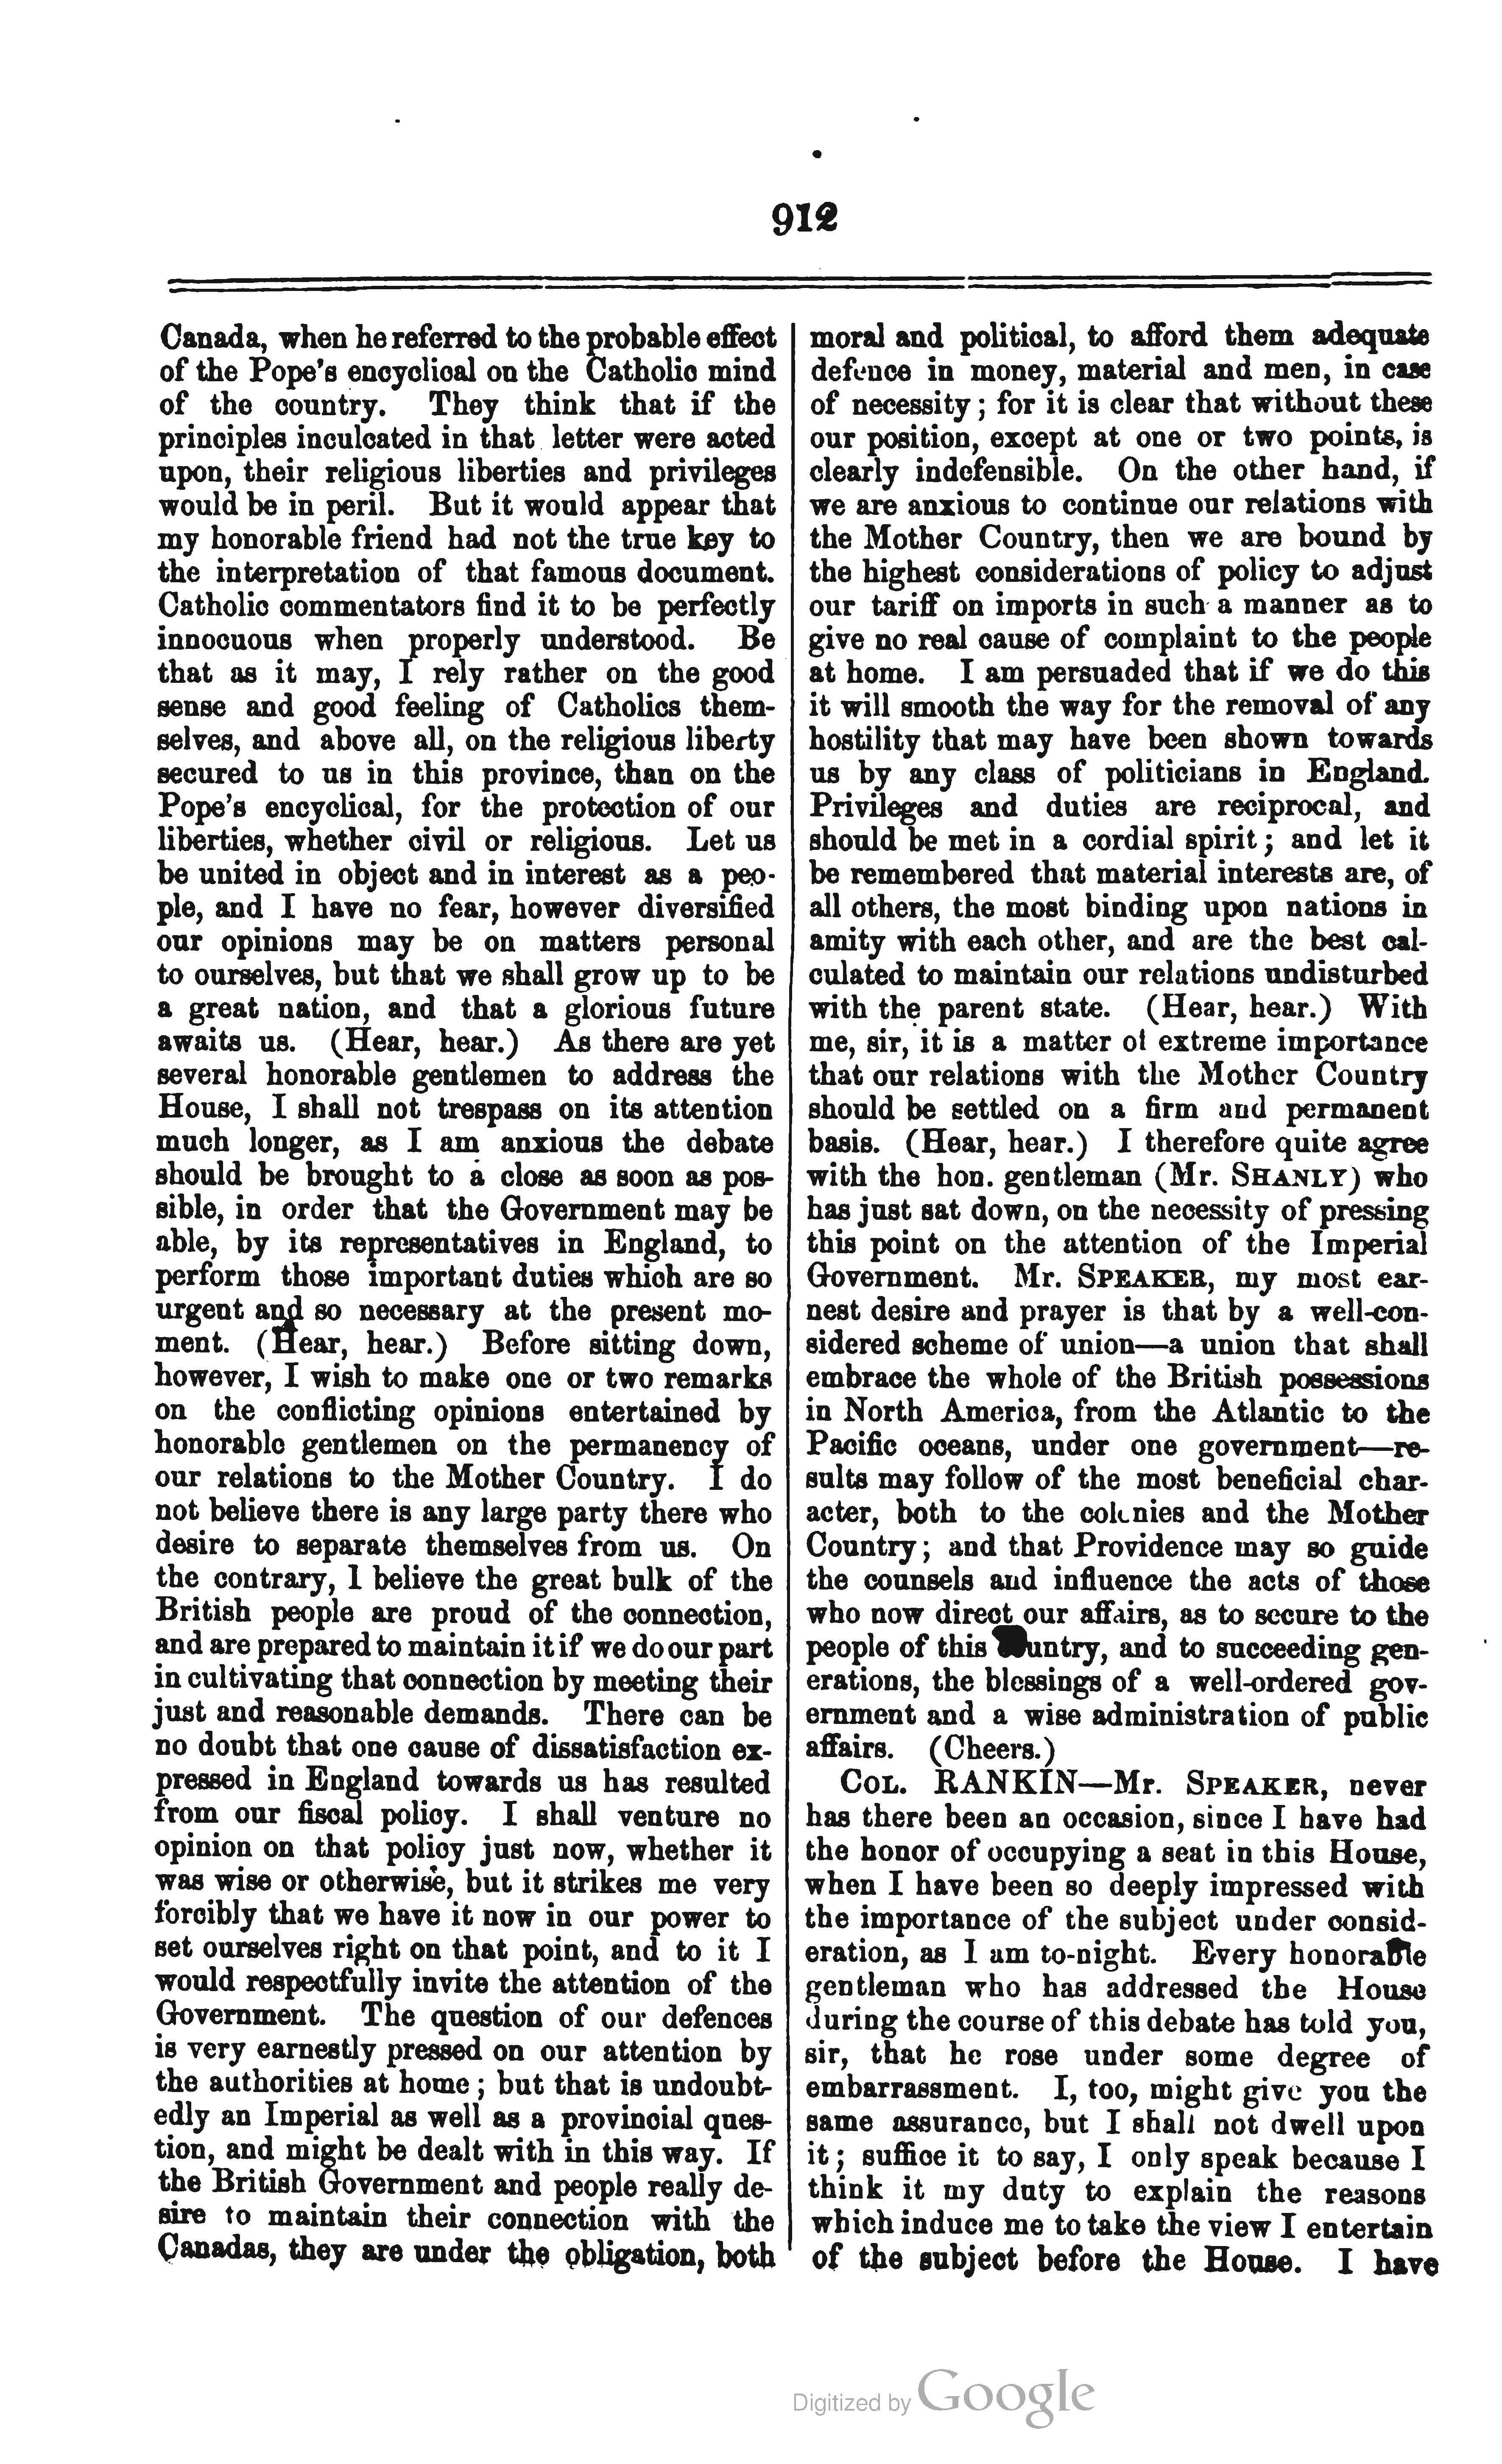 912
Canada, when he referred to the probable effect
of the Pope's encyclical on the Catholic mind
of the country. They think that if the
principles inculcated in that letter were acted
upon, their religious liberties and privileges
would be in peril. But it would appear that
my honorable friend had not the true key to
the interpretation of that famous document.
Catholic commentators find it to be perfectly
innocuous when properly understood. Be
that as it may, I rely rather on the good
sense and good feeling of Catholics them-
selves, and above all, on the religious liberty
secured to us in this province, than on the
Pope's encyclical, for the protection of our
liberties, whether civil or religious. Let us
be united in object and in interest as a peo-
ple, and I have no fear, however diversified
our opinions may be on matters personal
to ourselves, but that we shall grow up to be
a great nation, and that a glorious future
awaits us. (Hear, hear.) As there are yet
several honorable gentlemen to address the
House, I shall not trespass on its attention
much longer, as I am anxious the debate
should be brought to a close as soon as pos-
sible, in order that the Government may be
able, by its representatives in England, to
perform those important duties which are so
urgent and so necessary at the present mo-
ment. (Hear, hear.) Before sitting down,
however, I wish to make one or two remarks
on the conflicting opinions entertained by
honorable gentlemen on the permanency of
our relations to the Mother Country. I do
not believe there is any large party there who
desire to separate themselves from us. On
the contrary, I believe the great bulk of the
British people are proud of the connection,
and are prepared to maintain it if we do our part
in cultivating that connection by meeting their
just and reasonable demands. There can be
no doubt that one cause of dissatisfaction ex-
pressed in England towards us has resulted
from our fiscal policy. I shall venture no
opinion on that policy just now, whether it
was wise or otherwise, but it strikes me very
forcibly that we have it now in our power to
set ourselves right on that point, and to it I
would respectfully invite the attention of the
Government. The question of our defences
is very earnestly pressed on our attention by
the authorities at home; but that is undoubt-
edly an Imperial as well as a provincial ques-
tion, and might be dealt with in this way. If
the British Government and people really de-
sire to maintain their connection with the
Canadas, they are under the obligation, both
moral and political, to afford them adequate
defence in money, material and men, in case
of necessity; for it is clear that without these
our position, except at one or two points, is
clearly indefensible. On the other hand, if
we are anxious to continue our relations with
the Mother Country, then we are bound by
the highest considerations of policy to adjust
our tariff on imports in such a manner as to
give no real cause of complaint to the people
at home. I am persuaded that if we do this
it will smooth the way for the removal of any
hostility that may have been shown towards
us by any class of politicians in England.
Privileges and duties are reciprocal, and
should be met in a cordial spirit; and let it
be remembered that material interests are, of
all others, the most binding upon nations in
amity with each other, and are the best cal-
culated to maintain our relations undisturbed
with the parent state. (Hear, hear.) With
me, sir, it is a matter of extreme importance
that our relations with the Mother Country
should be settled on a firm and permanent
basis. (Hear, hear.) I therefore quite agree
with the hon. gentleman (Mr. SHANLY) who
has just sat down, on the necessity of pressing
this point on the attention of the Imperial
Government. Mr. SPEAKER, my most ear-
nest desire and prayer is that by a well-con-
sidered scheme of union—a union that shall
embrace the whole of the British possessions
in North America, from the Atlantic to the
Pacific oceans, under one government—re-
sults may follow of the most beneficial char-
acter, both to the colonies and the Mother
Country; and that Providence may so guide
the counsels and influence the acts of those
who now direct our affairs, as to secure to the
people of this country, and to succeeding gen-
erations, the blessings of a well-ordered gov-
ernment and a wise administration of public
affairs. (Cheers.)
COL. RANKIN—Mr. SPEAKER, never
has there been an occasion, since I have had
the honor of occupying a seat in this House,
when I have been so deeply impressed with
the importance of the subject under consid-
eration, as I am to-night. Every honorable
gentleman who has addressed the House
during the course of this debate has told you,
sir, that he rose under some degree of
embarrassment. I, too, might give you the
same assurance, but I shall not dwell upon
it; suffice it to say, I only speak because I
think it my duty to explain the reasons
which induce me to take the view I entertain
of the subject before the House. I have
Digitized by Google